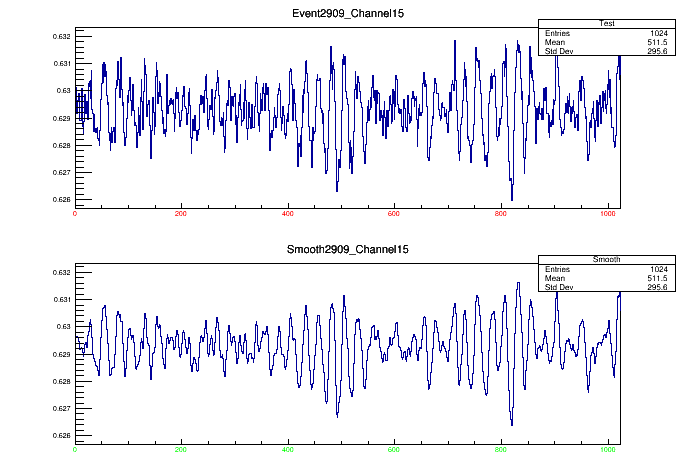 Event2909_Channel15
Test
Entries 1024
Mean 511.5
Std Dev 295.6
0.632
0.631
0.63
0.629
0.628
0.627
0.626
0 200 400 600 800 1000
Smooth2909_Channel15
Smooth
Entries 1024
Mean 511.5
Std Dev 295.6
0.632
0.631
0.63
0.629
0.628
0.627
0.626
0 200 400 600 800 1000